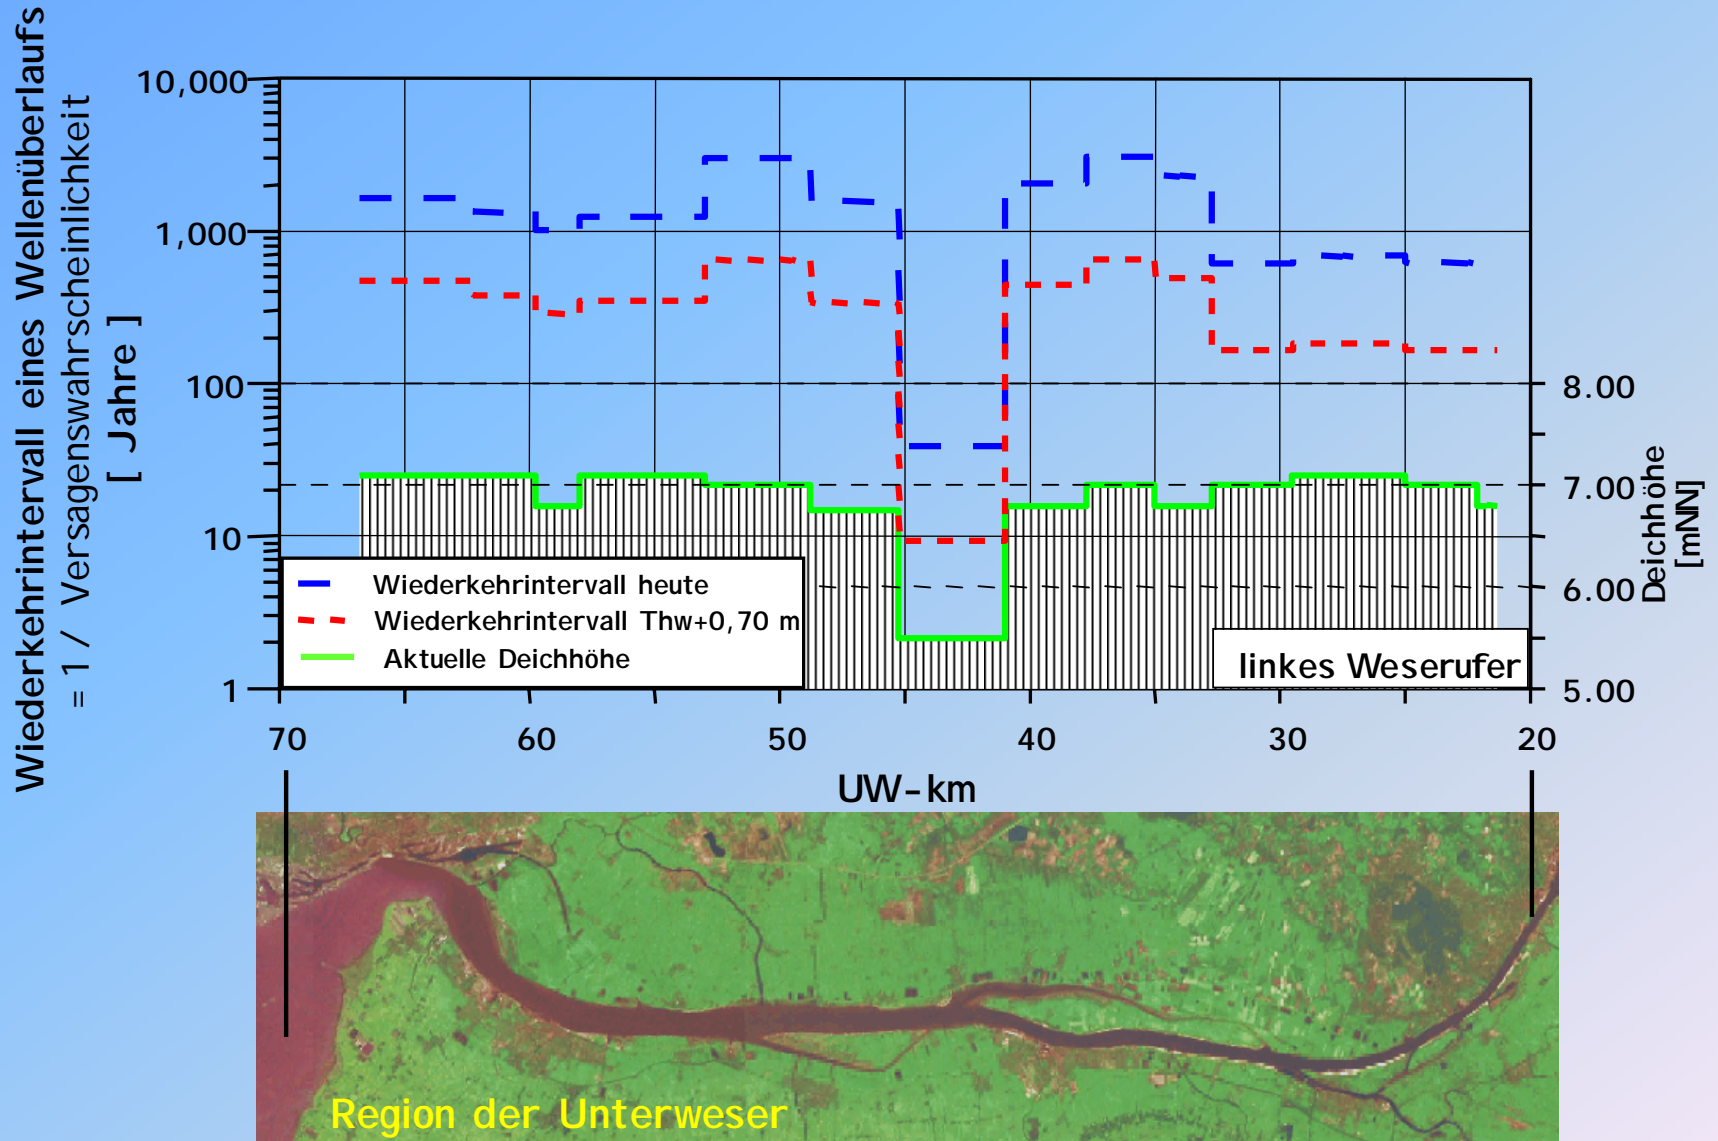 Wiederkehrintervall eines Wellenüberlaufs
= 1 / Versagenswahrscheinlichkeit
[ Jahre ]
10,000
1,000
100
10
1
8.00
7.00
6.00
5.00
Deichhöhe
[mNN]
Wiederkehrintervall heute
Wiederkehrintervall Thw+0,70 m
Aktuelle Deichhöhe
linkes Weserufer
70 60 50 40 30 20
UW-km
Region der Unterweser